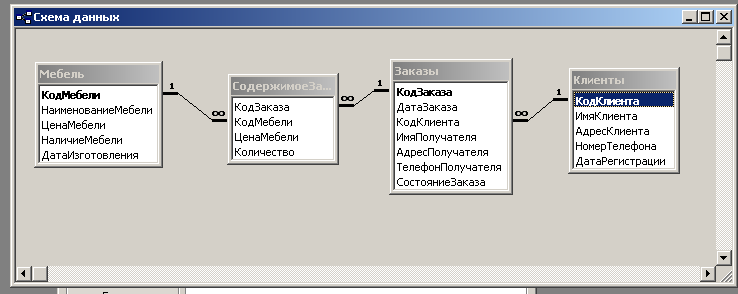 Схема данных
Мебель
КодМебели
НаименованиеМебели
ЦенаМебели
НаличиеМебели
ДатаИзготовления
1
∞
СодержимоеЗа...
КодЗаказа
КодМебели
ЦенаМебели
Количество
∞
1
Заказы
КодЗаказа
ДатаЗаказа
КодКлиента
ИмяПолучателя
АдресПолучателя
ТелефонПолучателя
СостояниеЗаказа
∞
1
Клиенты
КодКлиента
ИмяКлиента
АдресКлиента
НомерТелефона
ДатаРегистрации